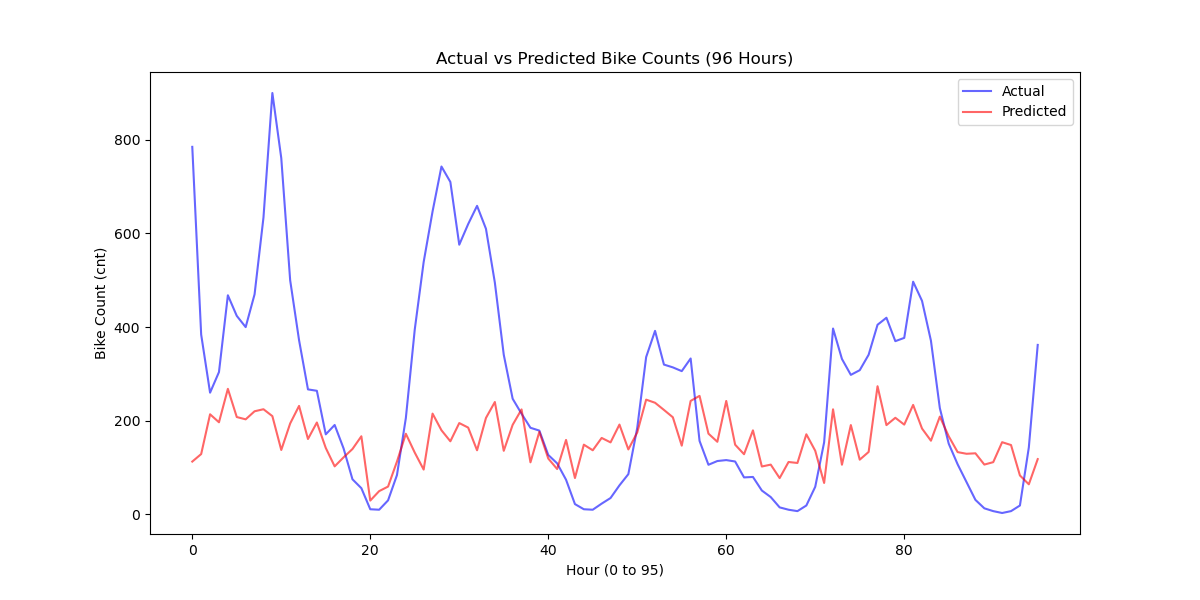 Actual vs Predicted Bike Counts (96 Hours)
Actual
Predicted
800
600
400
200
0
Bike Count (cnt)
0 20 40 60 80
Hour (0 to 95)